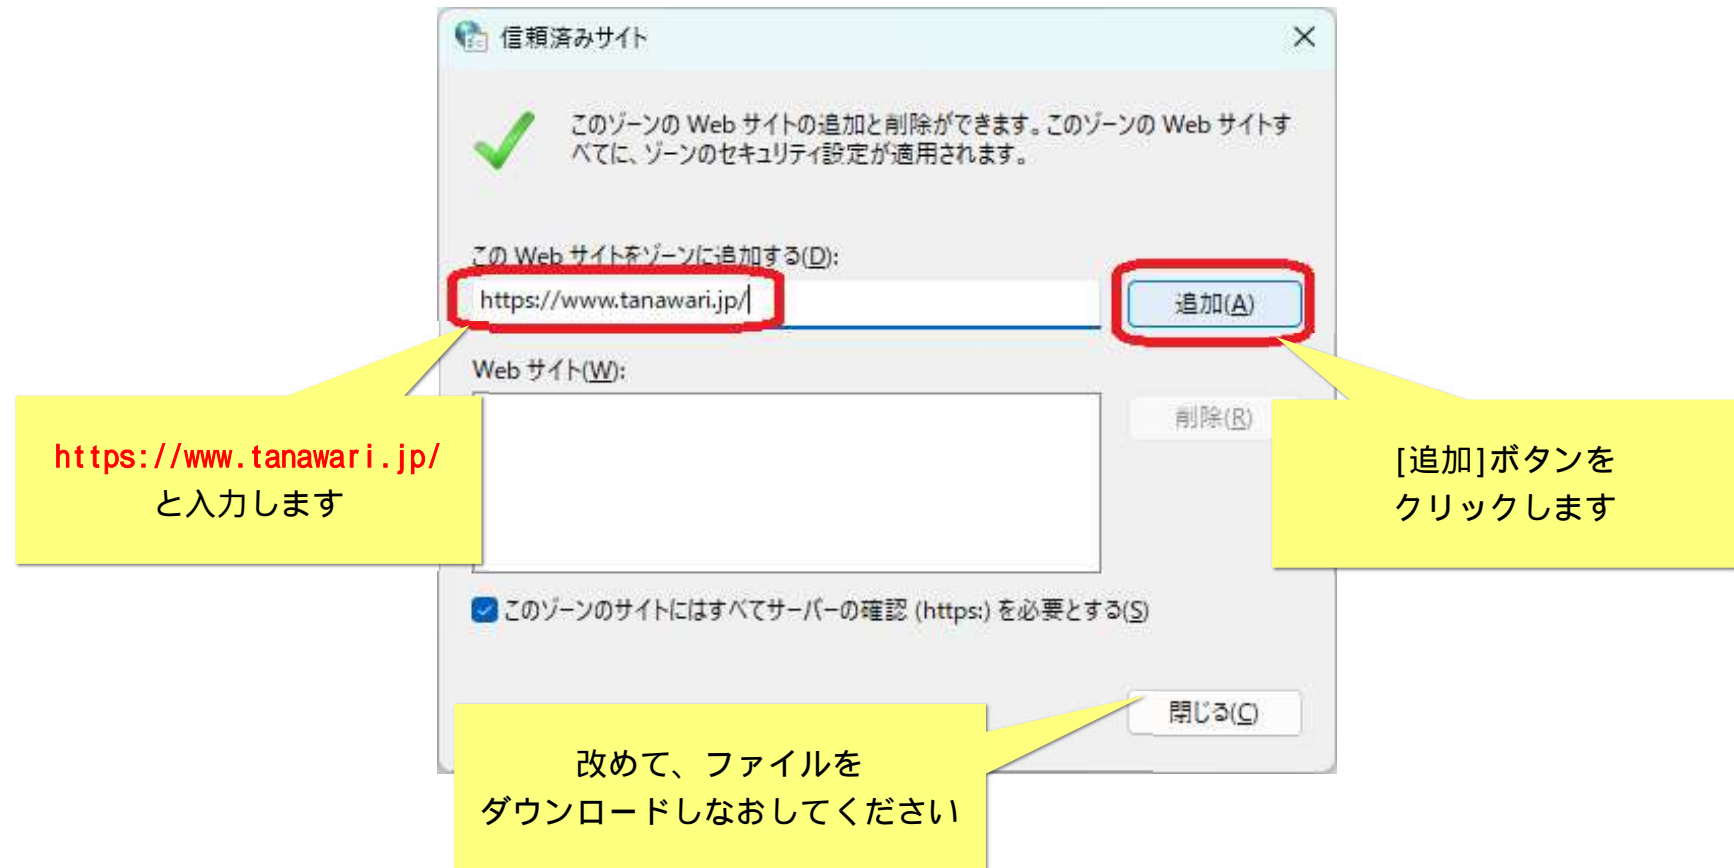 信頼済みサイト
このゾーンの Web サイトの追加と削除ができます。このゾーンの Web サイトす
べてに、ゾーンのセキュリティ設定が適用されます。
この Web サイトをゾーンに追加する(D):
https://www.tanawari.jp/
追加(A)
Web サイト(W):
削除(R)
https://www.tanawari.jp/
と入力します
[追加]ボタンを
クリックします
このゾーンのサイトにはすべてサーバーの確認 (https:) を必要とする(S)
閉じる(C)
改めて、ファイルを
ダウンロードしなおしてください